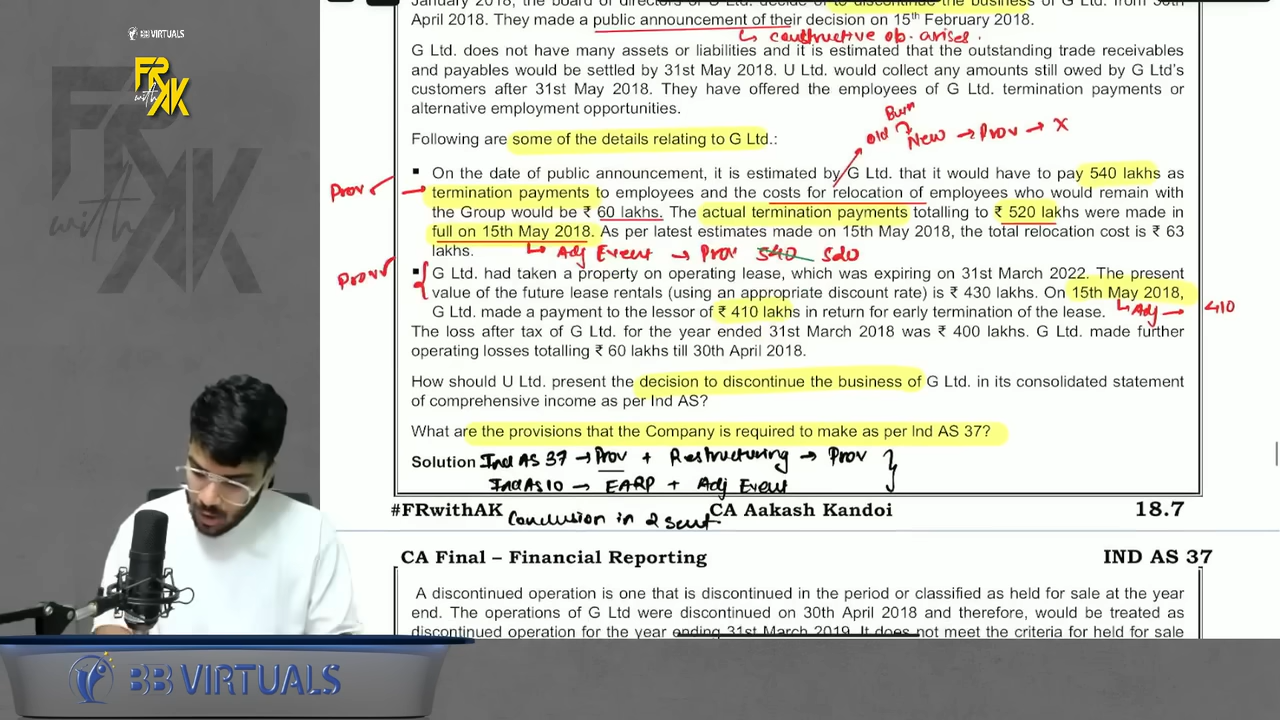 January 2018, the board of directors of U Ltd. decide
the business of G Ltd. from 30th
April 2018. They made a public announcement of their decision on 15th February 2018.
↳ constructive ob. arises.
G Ltd. does not have many assets or liabilities and it is estimated that the outstanding trade receivables
and payables would be settled by 31st May 2018. U Ltd. would collect any amounts still owed by G Ltd's
customers after 31st May 2018. They have offered the employees of G Ltd. termination payments or
alternative employment opportunities.
Old New → Prov → X
Following are some of the details relating to G Ltd.:
Prov
▪ On the date of public announcement, it is estimated by G Ltd. that it would have to pay 540 lakhs as
termination payments to employees and the costs for relocation of employees who would remain with
the Group would be ₹ 60 lakhs. The actual termination payments totalling to ₹ 520 lakhs were made in
full on 15th May 2018. As per latest estimates made on 15th May 2018, the total relocation cost is ₹ 63
lakhs.
↳ Adj Event → Prov 540 520
Prov
▪ G Ltd. had taken a property on operating lease, which was expiring on 31st March 2022. The present
value of the future lease rentals (using an appropriate discount rate) is ₹ 430 lakhs. On 15th May 2018,
G Ltd. made a payment to the lessor of ₹ 410 lakhs in return for early termination of the lease.
↳ Adj → 410
The loss after tax of G Ltd. for the year ended 31st March 2018 was ₹ 400 lakhs. G Ltd. made further
operating losses totalling ₹ 60 lakhs till 30th April 2018.
How should U Ltd. present the decision to discontinue the business of G Ltd. in its consolidated statement
of comprehensive income as per Ind AS?
What are the provisions that the Company is required to make as per Ind AS 37?
Solution Ind AS 37 → Prov + Restructuring → Prov
Ind AS 10 → EARP + Adj Event
#FRwithAK CA Aakash Kandoi 18.7
Conclusion in 2 sent
CA Final – Financial Reporting IND AS 37
A discontinued operation is one that is discontinued in the period or classified as held for sale at the year
end. The operations of G Ltd were discontinued on 30th April 2018 and therefore, would be treated as
discontinued operation for the year ending 31st March 2019. It does not meet the criteria for held for sale
BB VIRTUALS
FR
with AK
FR
with AK
BB VIRTUALS